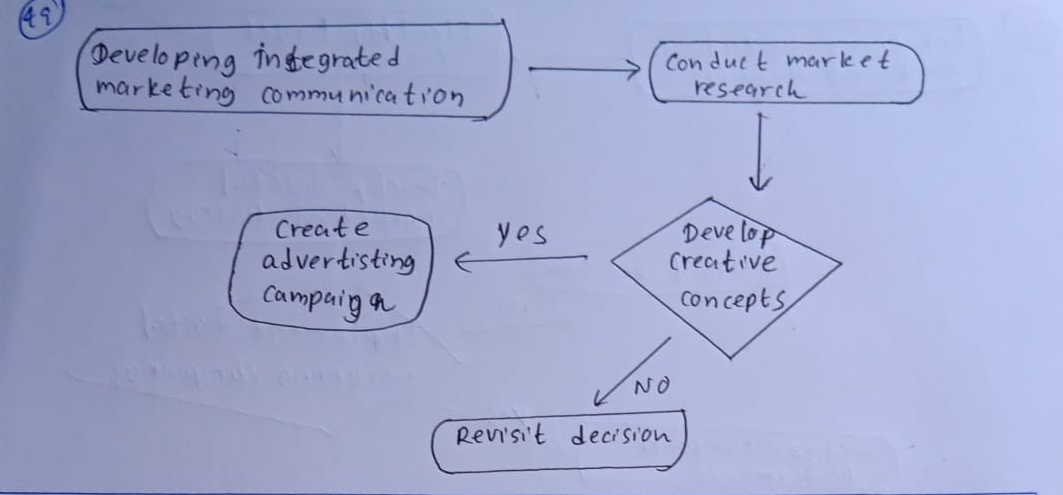 49
Developing integrated
marketing communication
Conduct market
research
Develop
creative
concepts
Yes
Create
advertisting
campaign
NO
Revisit decision